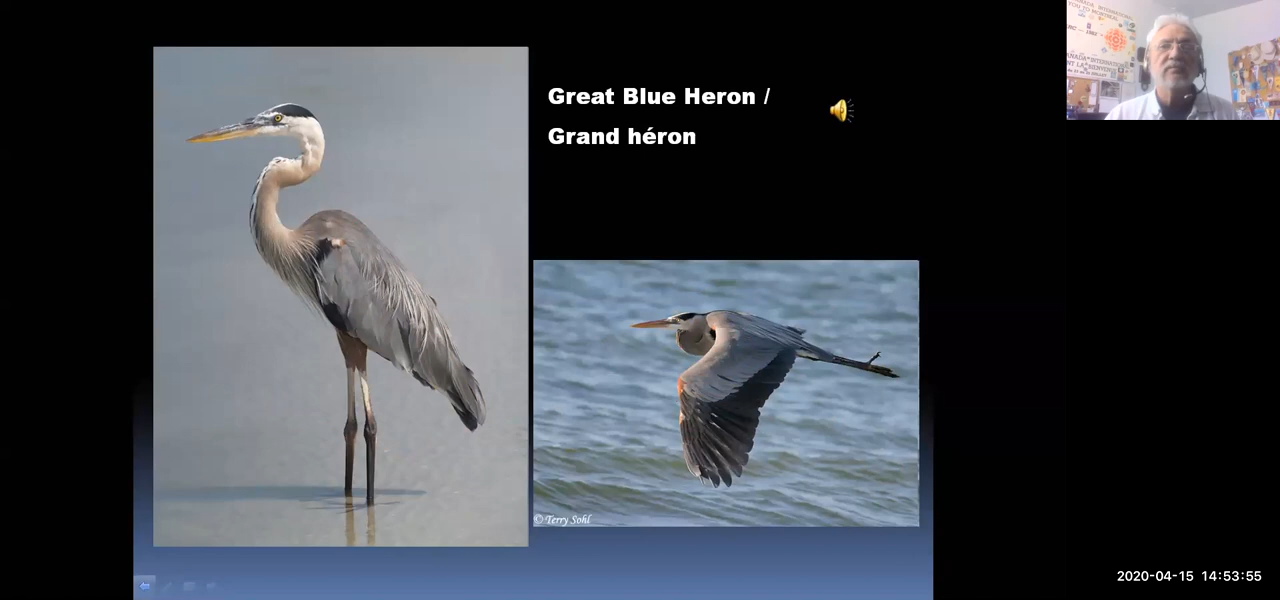 Great Blue Heron /
Grand héron
© Terry Sohl
2020-04-15 14:53:55